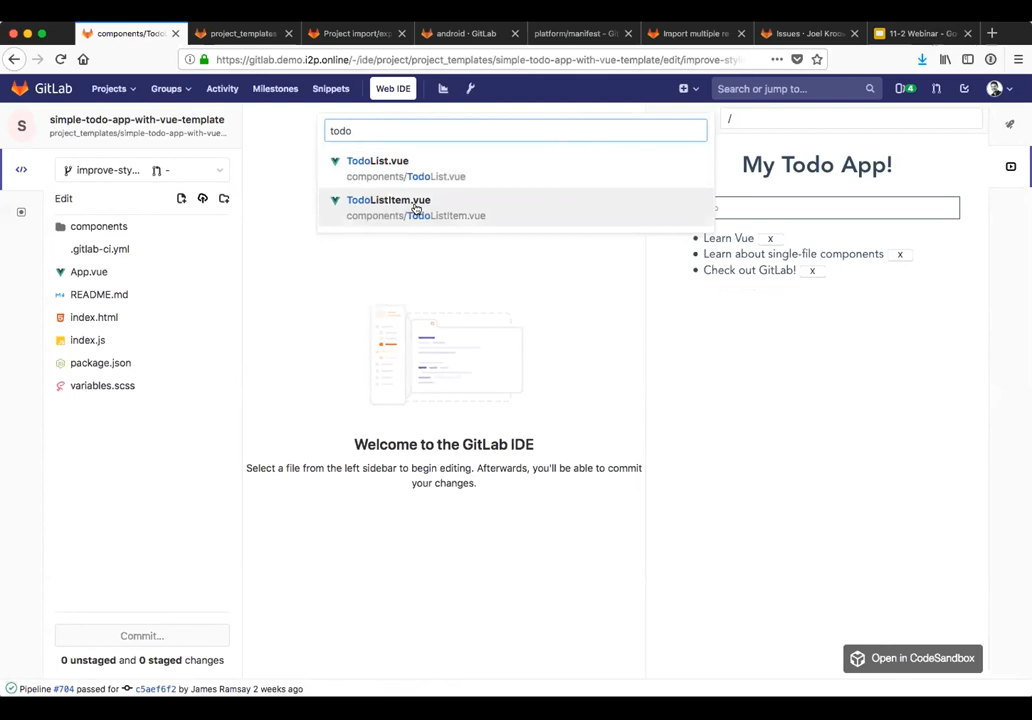 components/Todo
project_templates
Project import/exp
android · GitLab
platform/manifest - Gi
Import multiple re
Issues · Joel Kroo
11-2 Webinar - Go
https://gitlab.demo.i2p.online/-/ide/project/project_templates/simple-todo-app-with-vue-template/edit/improve-style
GitLab
Projects
Groups
Activity
Milestones
Snippets
Web IDE
Search or jump to...
4
S
simple-todo-app-with-vue-template
project_templates/simple-todo-app-with-vue...
improve-sty...
-
Edit
components
.gitlab-ci.yml
App.vue
README.md
index.html
index.js
package.json
variables.scss
Commit...
0 unstaged and 0 staged changes
todo
TodoList.vue
components/TodoList.vue
TodoListItem.vue
components/TodoListItem.vue
Welcome to the GitLab IDE
Select a file from the left sidebar to begin editing. Afterwards, you'll be able to commit
your changes.
/
My Todo App!
Learn Vue x
Learn about single-file components x
Check out GitLab! x
Open in CodeSandbox
Pipeline #704 passed for c5aef6f2 by James Ramsay 2 weeks ago